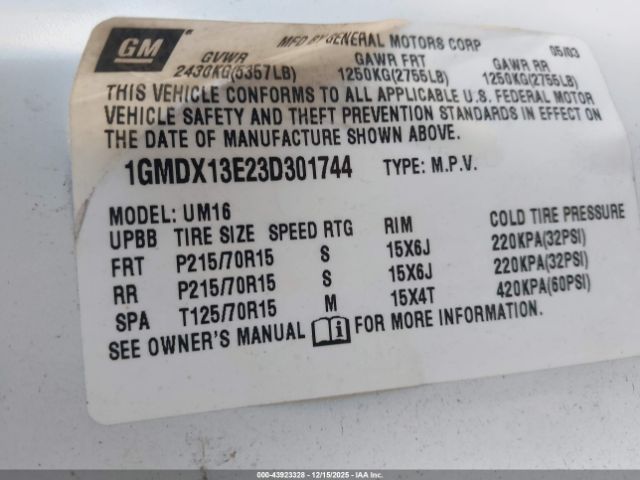 GM
MFD BY GENERAL MOTORS CORP 05/03
GVWR GAWR FRT GAWR RR
2430KG(5357LB) 1250KG(2755LB) 1250KG(2755LB)
THIS VEHICLE CONFORMS TO ALL APPLICABLE U.S. FEDERAL MOTOR
VEHICLE SAFETY AND THEFT PREVENTION STANDARDS IN EFFECT ON
THE DATE OF MANUFACTURE SHOWN ABOVE.
1GMDX13E23D301744 TYPE: M.P.V.
MODEL: UM16
UPBB TIRE SIZE SPEED RTG RIM COLD TIRE PRESSURE
FRT P215/70R15 S 15X6J 220KPA(32PSI)
RR P215/70R15 S 15X6J 220KPA(32PSI)
SPA T125/70R15 M 15X4T 420KPA(60PSI)
SEE OWNER'S MANUAL FOR MORE INFORMATION.
000-43923328 - 12/15/2025 - IAAI.COM